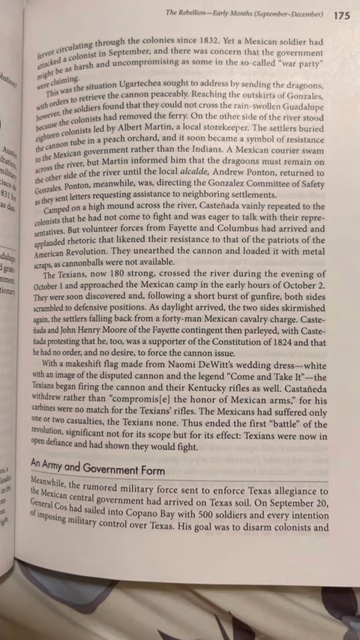 The Rebellion—Early Months (September–December) 175
fervor circulating through the colonies since 1832. Yet a Mexican soldier had
attacked a colonist in September, and there was concern that the government
might be as harsh and uncompromising as some in the so-called "war party"
were claiming.
This was the situation Ugartechea sought to address by sending the dragoons,
with orders to retrieve the cannon peaceably. Reaching the outskirts of Gonzales,
however, the soldiers found that they could not cross the rain-swollen Guadalupe
because the colonists had removed the ferry. On the other side of the river stood
eighteen colonists led by Albert Martin, a local storekeeper. The settlers buried
the cannon tube in a peach orchard, and it soon became a symbol of resistance
to the Mexican government rather than the Indians. A Mexican courier swam
across the river, but Martin informed him that the dragoons must remain on
the other side of the river until the local alcalde, Andrew Ponton, returned to
Gonzales. Ponton, meanwhile, was directing the Gonzales Committee of Safety
as they sent letters requesting assistance to neighboring settlements.
Camped on a high mound across the river, Casteñada vainly repeated to the
colonists that he had not come to fight and was eager to talk with their repre-
sentatives. But volunteer forces from Fayette and Columbus had arrived and
applauded rhetoric that likened their resistance to that of the patriots of the
American Revolution. They unearthed the cannon and loaded it with metal
scraps, as cannonballs were not available.
The Texians, now 180 strong, crossed the river during the evening of
October 1 and approached the Mexican camp in the early hours of October 2.
They were soon discovered and, following a short burst of gunfire, both sides
scrambled to defensive positions. As daylight arrived, the two sides skirmished
again, the settlers falling back from a forty-man Mexican cavalry charge. Caste-
ñada and John Henry Moore of the Fayette contingent then parleyed, with Caste-
ñada protesting that he, too, was a supporter of the Constitution of 1824 and that
he had no order, and no desire, to force the cannon issue.
With a makeshift flag made from Naomi DeWitt's wedding dress—white
with an image of the disputed cannon and the legend "Come and Take It"—the
Texians began firing the cannon and their Kentucky rifles as well. Castañeda
withdrew rather than "compromis[e] the honor of Mexican arms," for his
carbines were no match for the Texians' rifles. The Mexicans had suffered only
one or two casualties, the Texians none. Thus ended the first "battle" of the
revolution, significant not for its scope but for its effect: Texians were now in
open defiance and had shown they would fight.
An Army and Government Form
Meanwhile, the rumored military force sent to enforce Texas allegiance to
the Mexican central government had arrived on Texas soil. On September 20,
General Cos had sailed into Copano Bay with 500 soldiers and every intention
of imposing military control over Texas. His goal was to disarm colonists and